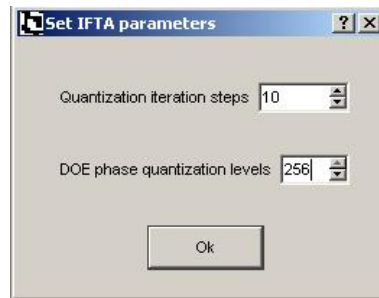 Set IFTA parameters
Quantization iteration steps 10
DOE phase quantization levels 256
Ok